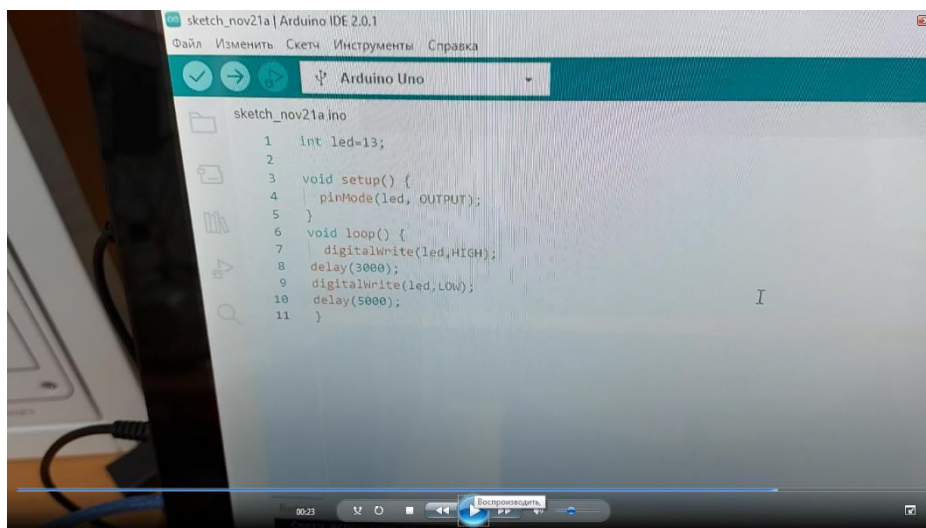 sketch_nov21a | Arduino IDE 2.0.1
Файл Изменить Скетч Инструменты Справка
Arduino Uno
sketch_nov21a.ino
1 int led=13;
2
3 void setup() {
4 pinMode(led, OUTPUT);
5 }
6 void loop() {
7 digitalWrite(led,HIGH);
8 delay(3000);
9 digitalWrite(led,LOW);
10 delay(5000);
11 }
Воспроизводить,
00:23